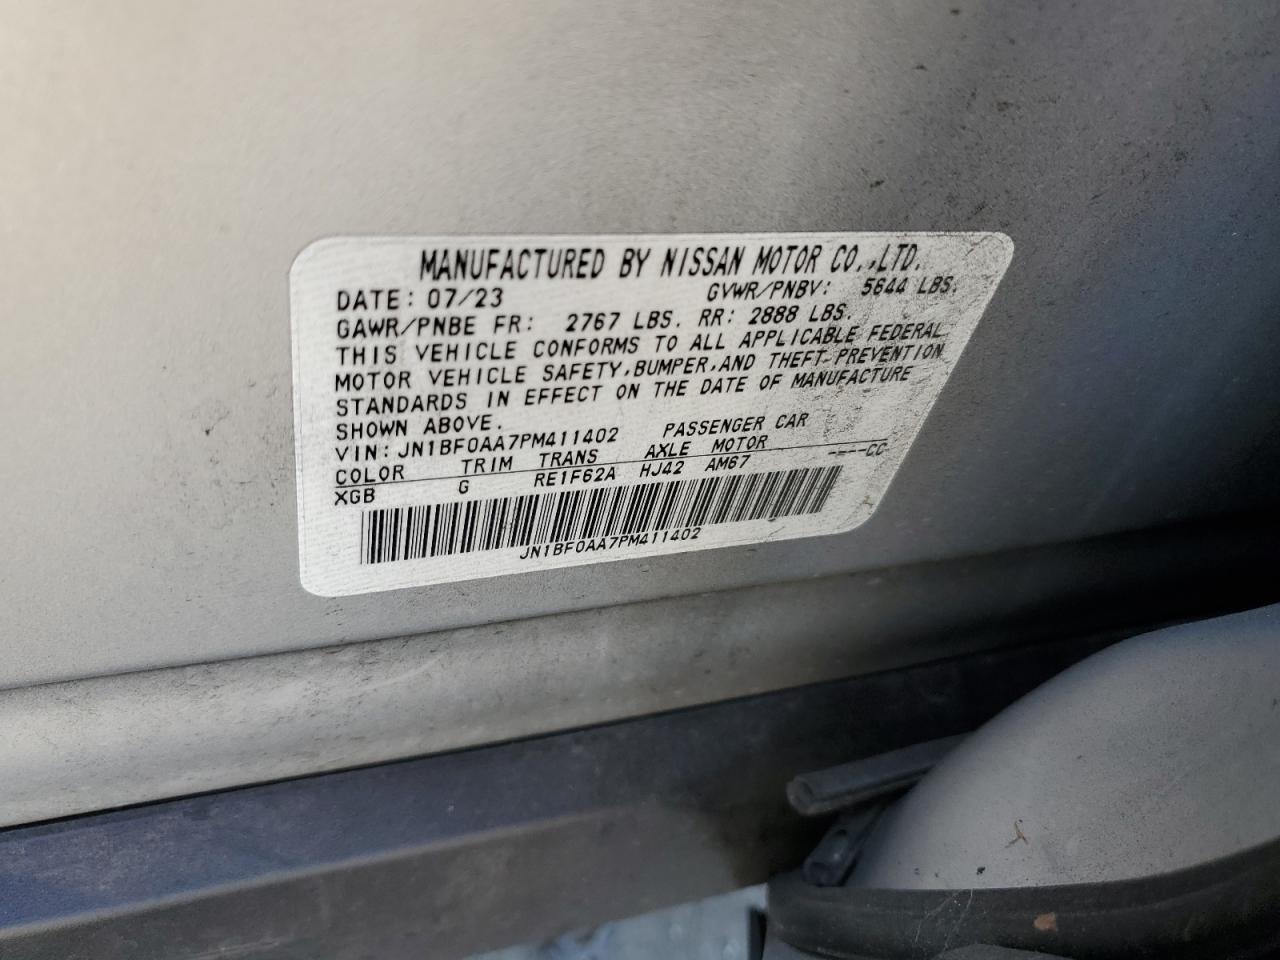 MANUFACTURED BY NISSAN MOTOR CO.,LTD.
DATE: 07/23 GVWR/PNBV: 5644 LBS.
GAWR/PNBE FR: 2767 LBS. RR: 2888 LBS.
THIS VEHICLE CONFORMS TO ALL APPLICABLE FEDERAL
MOTOR VEHICLE SAFETY,BUMPER,AND THEFT PREVENTION
STANDARDS IN EFFECT ON THE DATE OF MANUFACTURE
SHOWN ABOVE.
VIN: JN1BF0AA7PM411402 PASSENGER CAR
COLOR TRIM TRANS AXLE MOTOR
XGB G RE1F62A HJ42 AM67 ----CC
JN1BF0AA7PM411402